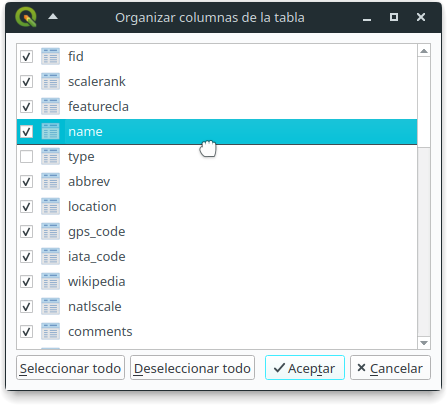 Organizar columnas de la tabla
fid
scalerank
featurecla
name
type
abbrev
location
gps_code
iata_code
wikipedia
natlscale
comments
Seleccionar todo Deseleccionar todo Aceptar Cancelar